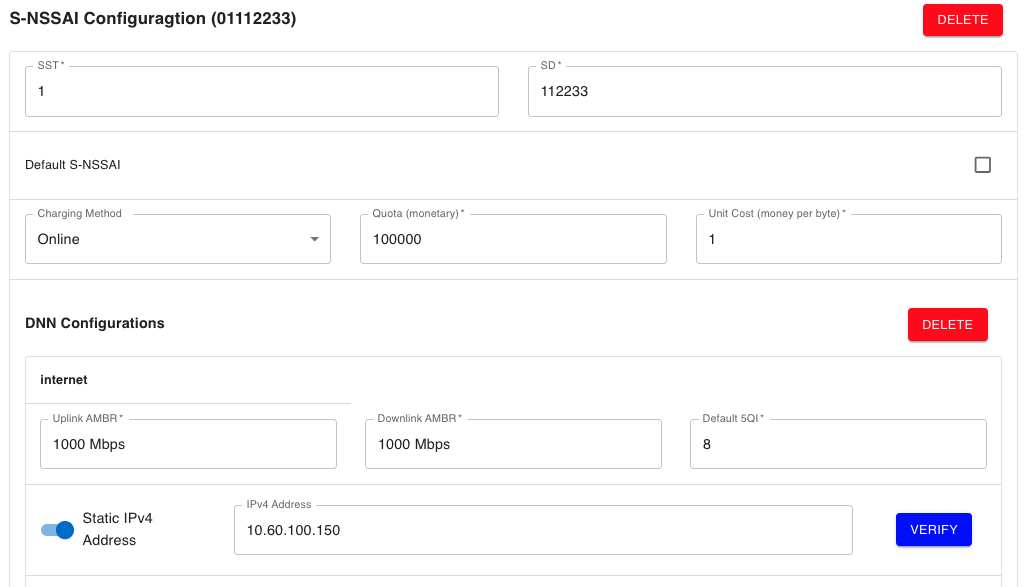 S-NSSAI Configuragtion (01112233)
DELETE
SST*
1
SD*
112233
Default S-NSSAI
Charging Method
Online
Quota (monetary)*
100000
Unit Cost (money per byte)*
1
DNN Configurations
DELETE
internet
Uplink AMBR*
1000 Mbps
Downlink AMBR*
1000 Mbps
Default 5QI*
8
Static IPv4
Address
IPv4 Address
10.60.100.150
VERIFY